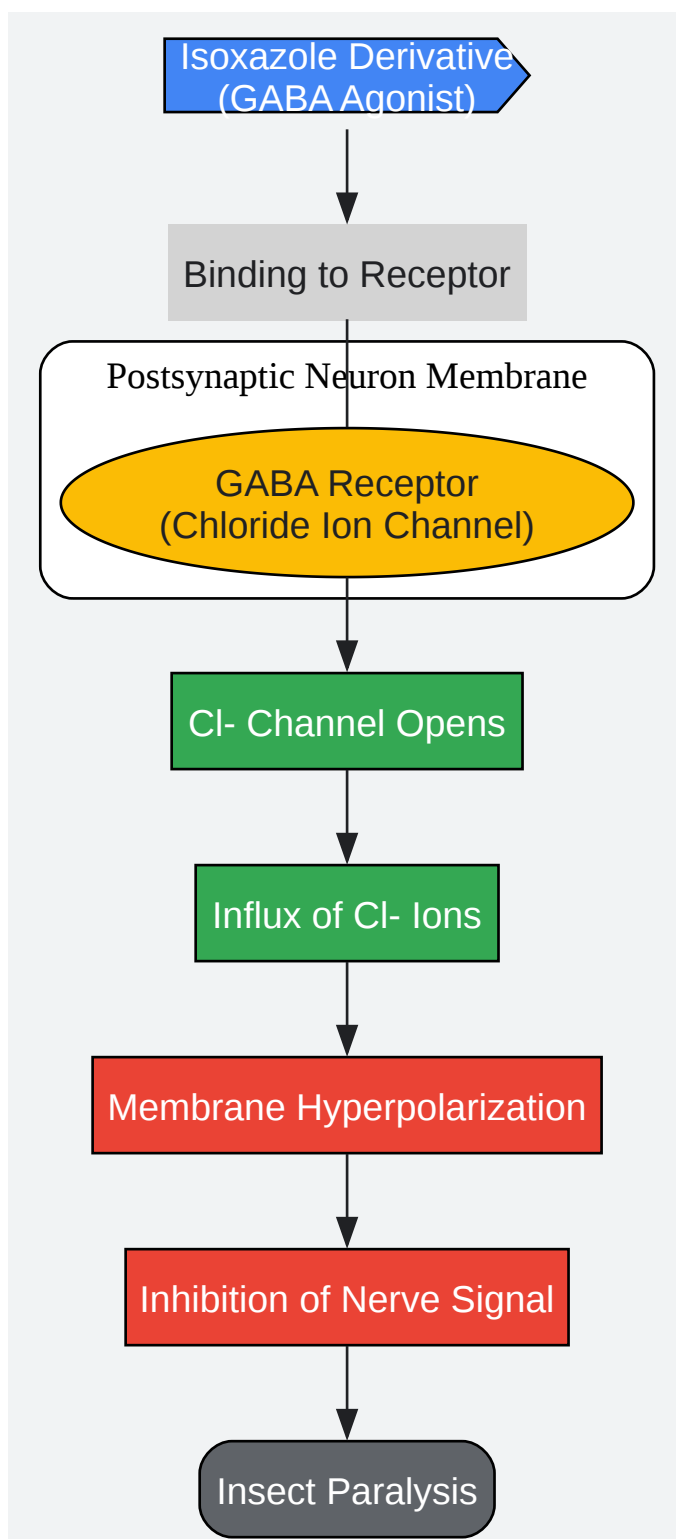 Isoxazole Derivative
(GABA Agonist)
Binding to Receptor
Postsynaptic Neuron Membrane
GABA Receptor
(Chloride Ion Channel)
Cl- Channel Opens
Influx of Cl- Ions
Membrane Hyperpolarization
Inhibition of Nerve Signal
Insect Paralysis